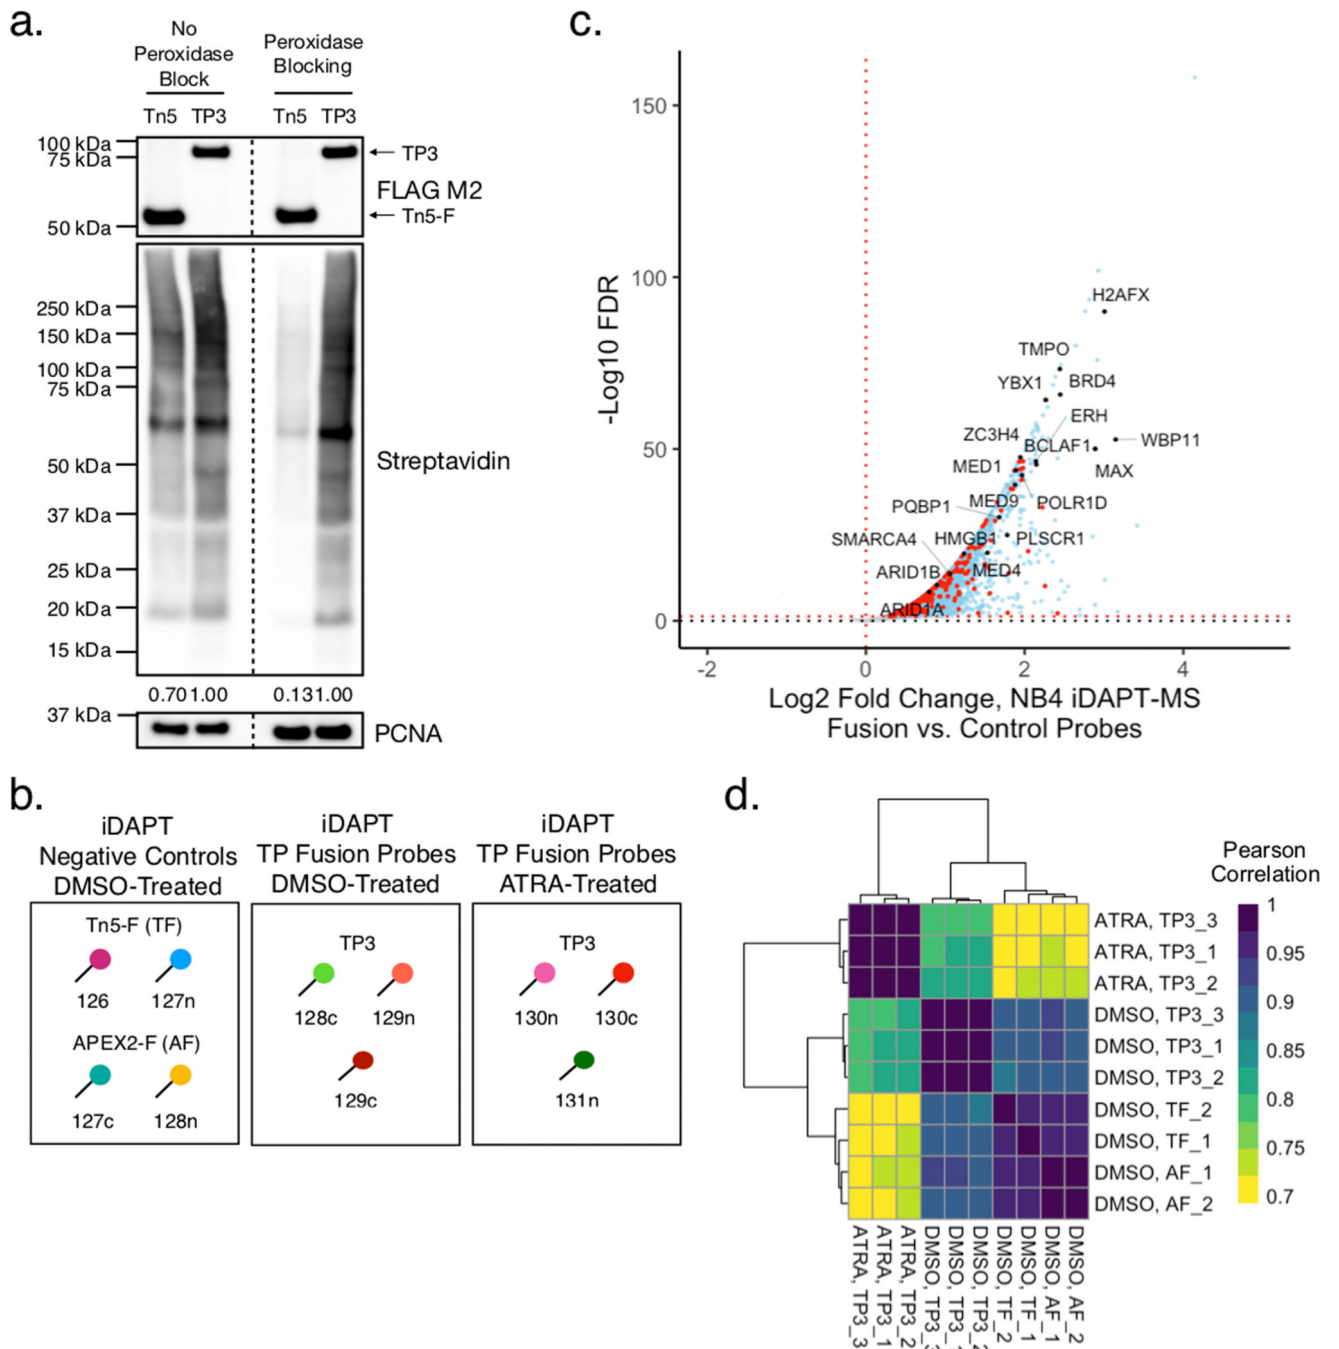 a.
No
Peroxidase
Block
Peroxidase
Blocking
Tn5 TP3
Tn5 TP3
100 kDa
75 kDa
50 kDa
TP3
FLAG M2
Tn5-F
250 kDa
150 kDa
100 kDa
75 kDa
50 kDa
37 kDa
25 kDa
20 kDa
15 kDa
Streptavidin
0.70 1.00
0.13 1.00
37 kDa
PCNA
c.
-Log10 FDR
150
100
50
0
H2AFX
TMPO
YBX1
BRD4
ERH
ZC3H4
BCLAF1
WBP11
MED1
MAX
PQBP1
MED9
POLR1D
SMARCA4
HMGB1
PLSCR1
ARID1B
MED4
ARID1A
-2 0 2 4
Log2 Fold Change, NB4 iDAPT-MS
Fusion vs. Control Probes
b.
iDAPT
Negative Controls
DMSO-Treated
Tn5-F (TF)
126 127n
APEX2-F (AF)
127c 128n
iDAPT
TP Fusion Probes
DMSO-Treated
TP3
128c 129n
129c
iDAPT
TP Fusion Probes
ATRA-Treated
TP3
130n 130c
131n
d.
Pearson
Correlation
1
0.95
0.9
0.85
0.8
0.75
0.7
ATRA, TP3_3
ATRA, TP3_1
ATRA, TP3_2
DMSO, TP3_3
DMSO, TP3_1
DMSO, TP3_2
DMSO, TF_2
DMSO, TF_1
DMSO, AF_1
DMSO, AF_2
ATRA, TP3_3
ATRA, TP3_1
ATRA, TP3_2
DMSO, TP3_3
DMSO, TP3_1
DMSO, TP3_2
DMSO, TF_2
DMSO, TF_1
DMSO, AF_1
DMSO, AF_2